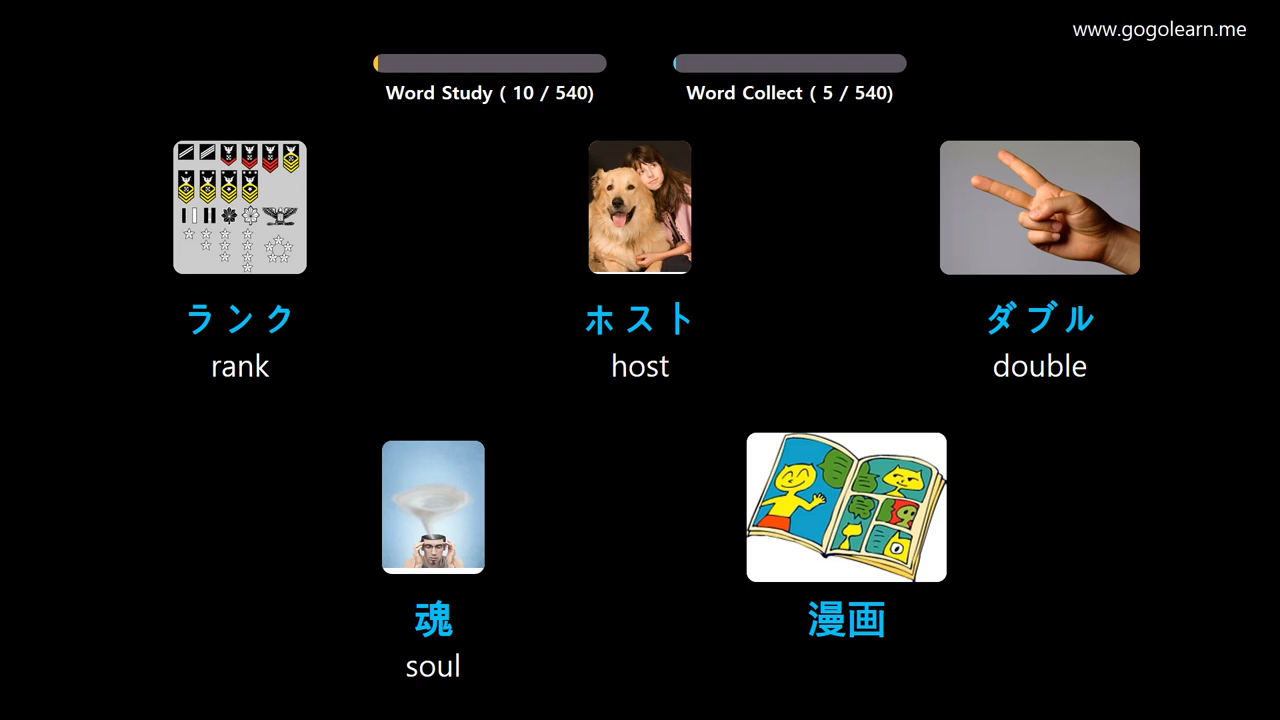 www.gogolearn.me
Word Study ( 10 / 540)
Word Collect ( 5 / 540)
ランク
rank
ホスト
host
ダブル
double
魂
soul
漫画